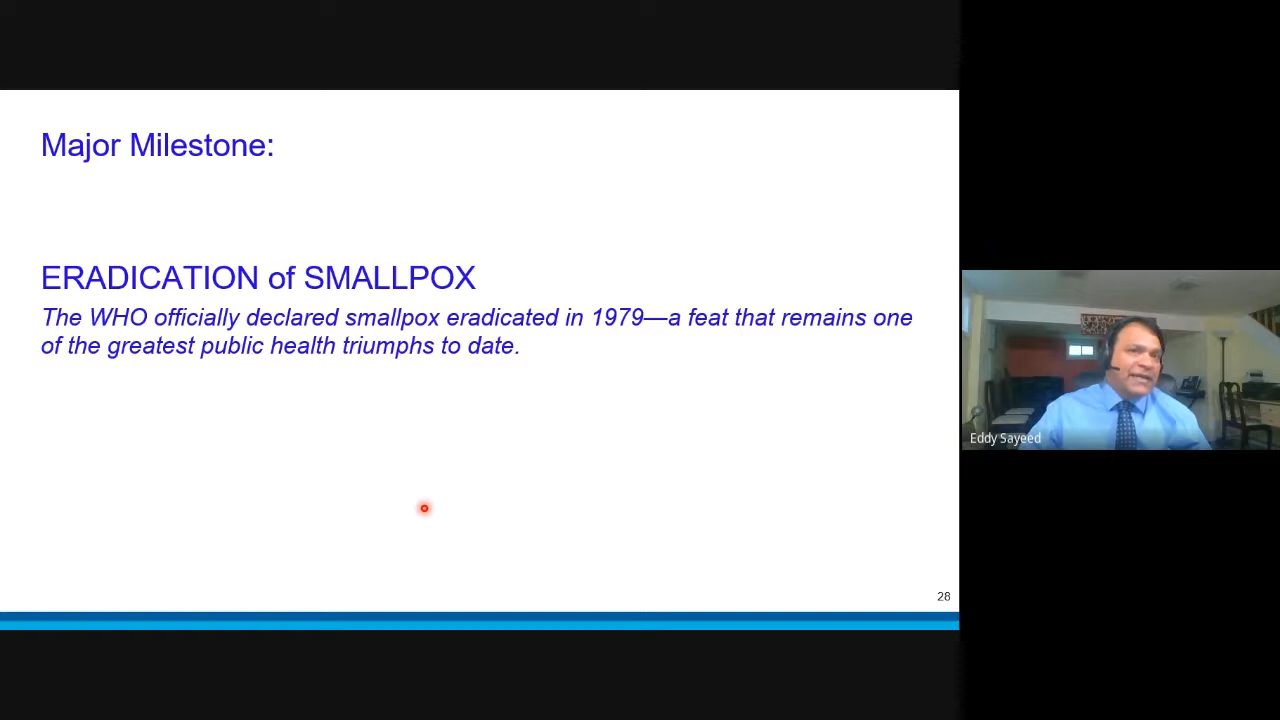 Major Milestone:
ERADICATION of SMALLPOX
The WHO officially declared smallpox eradicated in 1979—a feat that remains one
of the greatest public health triumphs to date.
28
Eddy Sayeed